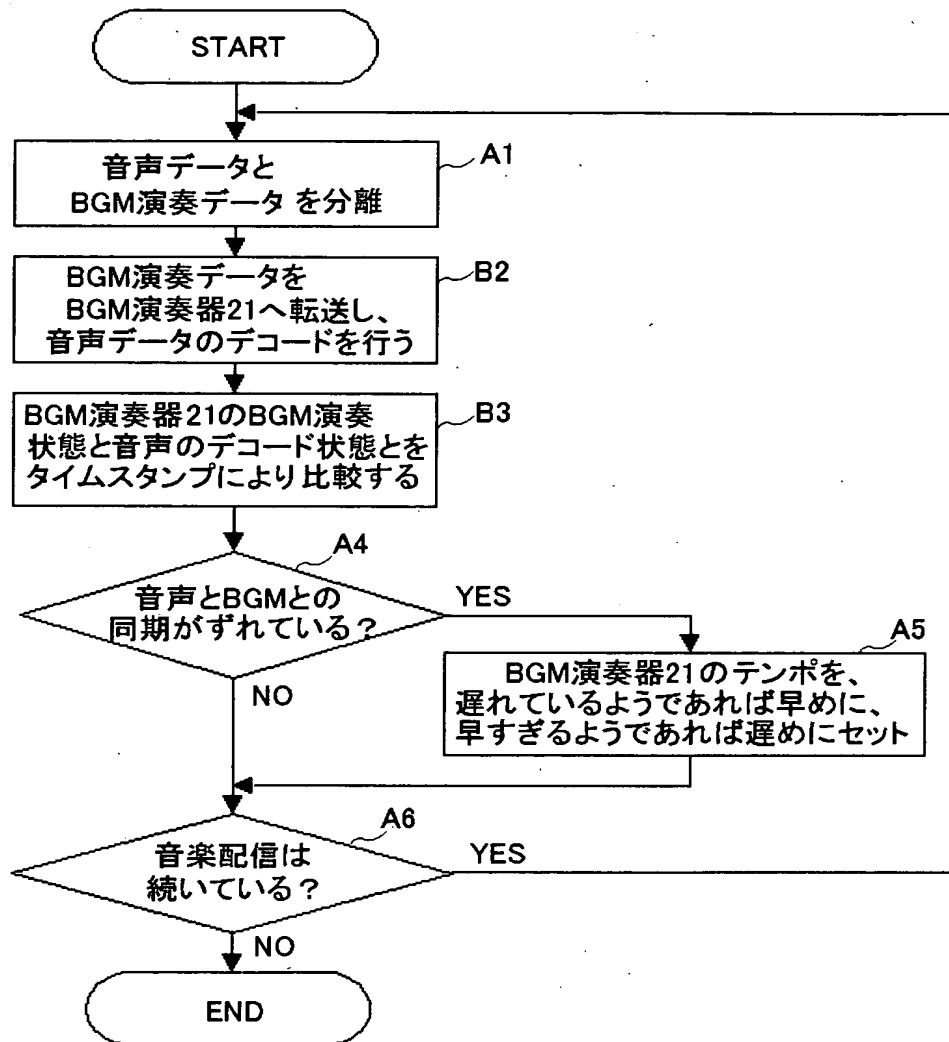 START
音声データと
BGM演奏データ を分離
A1
BGM演奏データを
BGM演奏器21へ転送し、
音声データのデコードを行う
B2
BGM演奏器21のBGM演奏
状態と音声のデコード状態とを
タイムスタンプにより比較する
B3
A4
音声とBGMとの
同期がずれている?
YES
NO
A5
BGM演奏器21のテンポを、
遅れているようであれば早めに、
早すぎるようであれば遅めにセット
A6
音楽配信は
続いている?
YES
NO
END